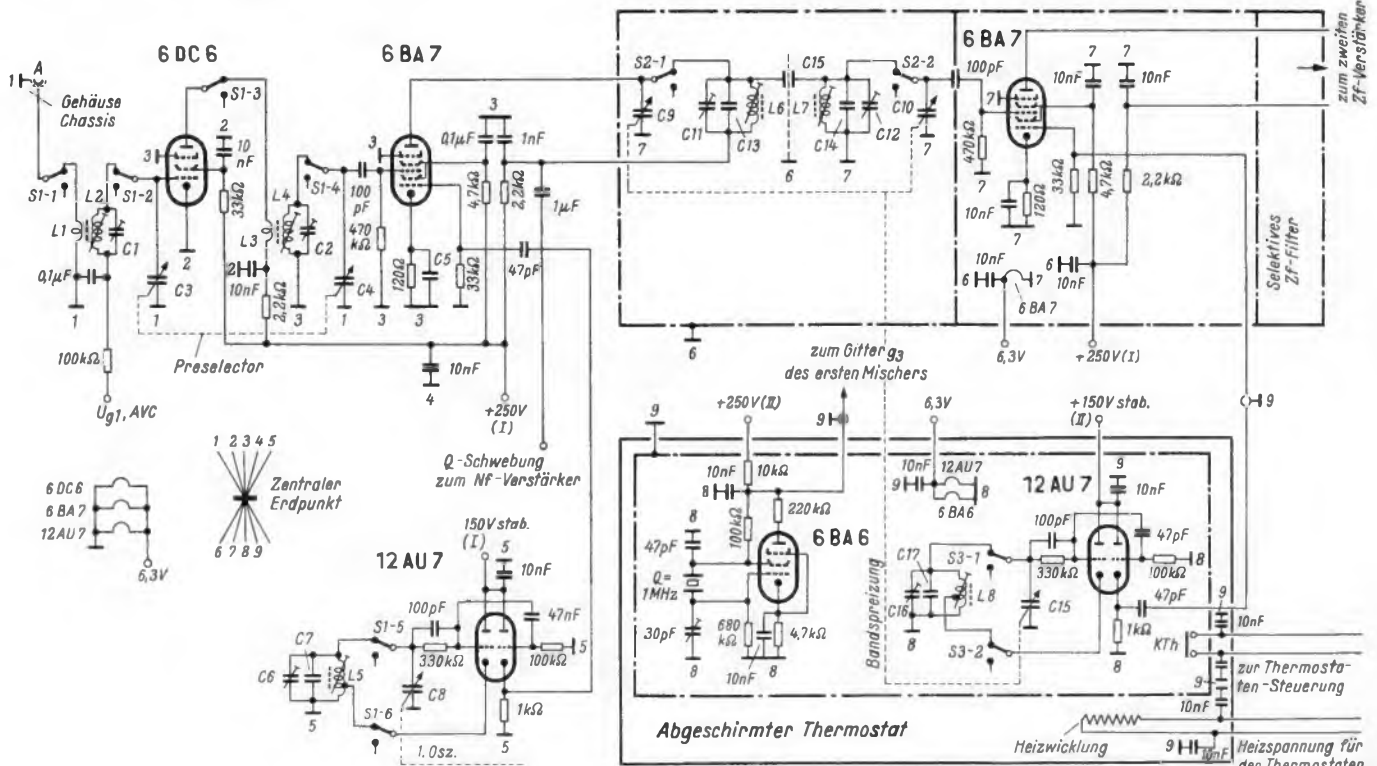 6DC6
6BA7
6BA7
S2-1
C15
S2-2
100pF
7
7
7
10nF
10nF
zum zweiten
Zf-Verstärker
1
A
Gehäuse
Chassis
S1-3
2
10
nF
3
3
3
0,1µF
1nF
C9
7
C11
C13
L6
L7
C14
C12
C10
7
6
7
7
470kΩ
7
10nF
120Ω
7
33kΩ
4,7kΩ
2,2kΩ
S1-1
L2
S1-2
L1
C1
0,1µF
1
C3
1
2
33kΩ
L4
S1-4
L3
C2
2
10nF
2,2kΩ
3
100
pF
470
kΩ
C4
1
3
120Ω
C5
3
33kΩ
4,7kΩ
2,2kΩ
1µF
47pF
10nF
6
7
6BA7
6
10nF
Selektives
Zf-Filter
100kΩ
Ug1, AVC
Preselector
10nF
4
+250V
(I)
6
zum Gitter g3
des ersten Mischers
6,3V
+250V(I)
9
Q-Schwebung
zum Nf-Verstärker
9
+250V(II)
9
6,3V
+150V stab.
(II)
1 2 3 4 5
Zentraler
Erdpunkt
6 7 8 9
6DC6
6BA7
12AU7
6,3V
10nF
8
10kΩ
220kΩ
100kΩ
8
47pF
Q=
1MHz
30pF
8
680
kΩ
10nF
4,7kΩ
8
6BA6
10nF
9
12AU7
8
6BA6
12AU7
9
10nF
100pF
47pF
330kΩ
100kΩ
8
47pF
1kΩ
8
C17
C16
8
L8
S3-1
S3-2
C15
Bandspreizung
9
10nF
KTh
zur Thermosta-
ten-Steuerung
9
10nF
150V stab.
(I)
5
12AU7
10nF
100pF
47nF
330kΩ
100kΩ
5
1kΩ
5
C7
C6
5
L5
S1-5
S1-6
C8
1.Osz.
Abgeschirmter Thermostat
Heizwicklung
9
10nF
Heizspannung für
des Thermostaten